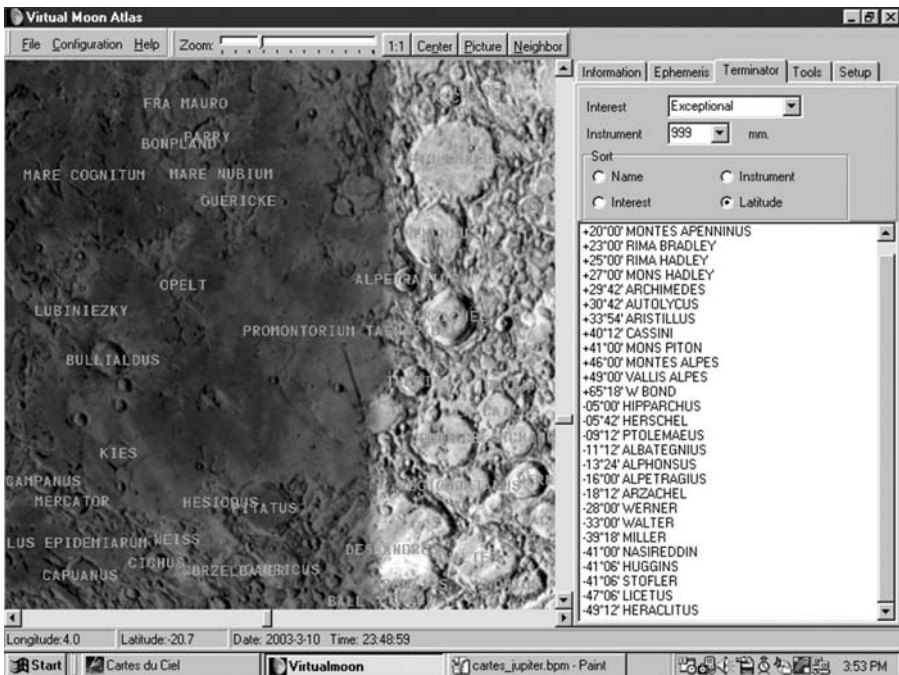 Virtual Moon Atlas
File Configuration Help Zoom: 1:1 Center Picture Neighbor
Information Ephemeris Terminator Tools Setup
Interest Exceptional
Instrument 999 mm.
Sort
Name Instrument
Interest Latitude
+20°00' MONTES APENNINUS
+23°00' RIMA BRADLEY
+25°00' RIMA HADLEY
+27°00' MONS HADLEY
+29°42' ARCHIMEDES
+30°42' AUTOLYCUS
+33°54' ARISTILLUS
+40°12' CASSINI
+41°00' MONS PITON
+46°00' MONTES ALPES
+49°00' VALLIS ALPES
+65°18' W BOND
-05°00' HIPPARCHUS
-05°42' HERSCHEL
-09°12' PTOLEMAEUS
-11°12' ALBATEGNIUS
-13°24' ALPHONSUS
-16°00' ALPETRAGIUS
-18°12' ARZACHEL
-28°00' WERNER
-33°00' WALTER
-39°18' MILLER
-41°00' NASIREDDIN
-41°06' HUGGINS
-41°06' STOFLER
-47°06' LICETUS
-49°12' HERACLITUS
FRA MAURO
PARRY
BONPLAND
MARE COGNITUM MARE NUBIUM
GUERICKE
OPELT
LUBINIEZKY
PROMONTORIUM
BULLIALDUS
KIES
CAMPANUS
MERCATOR HESIODUS PITATUS
LUS EPIDEMIARUM WEISS
CICHUS
CAPUANUS
Longitude:4.0 Latitude:-20.7 Date: 2003-3-10 Time: 23:48:59
Start Cartes du Ciel Virtualmoon cartes_jupiter.bpm - Paint 3:53 PM